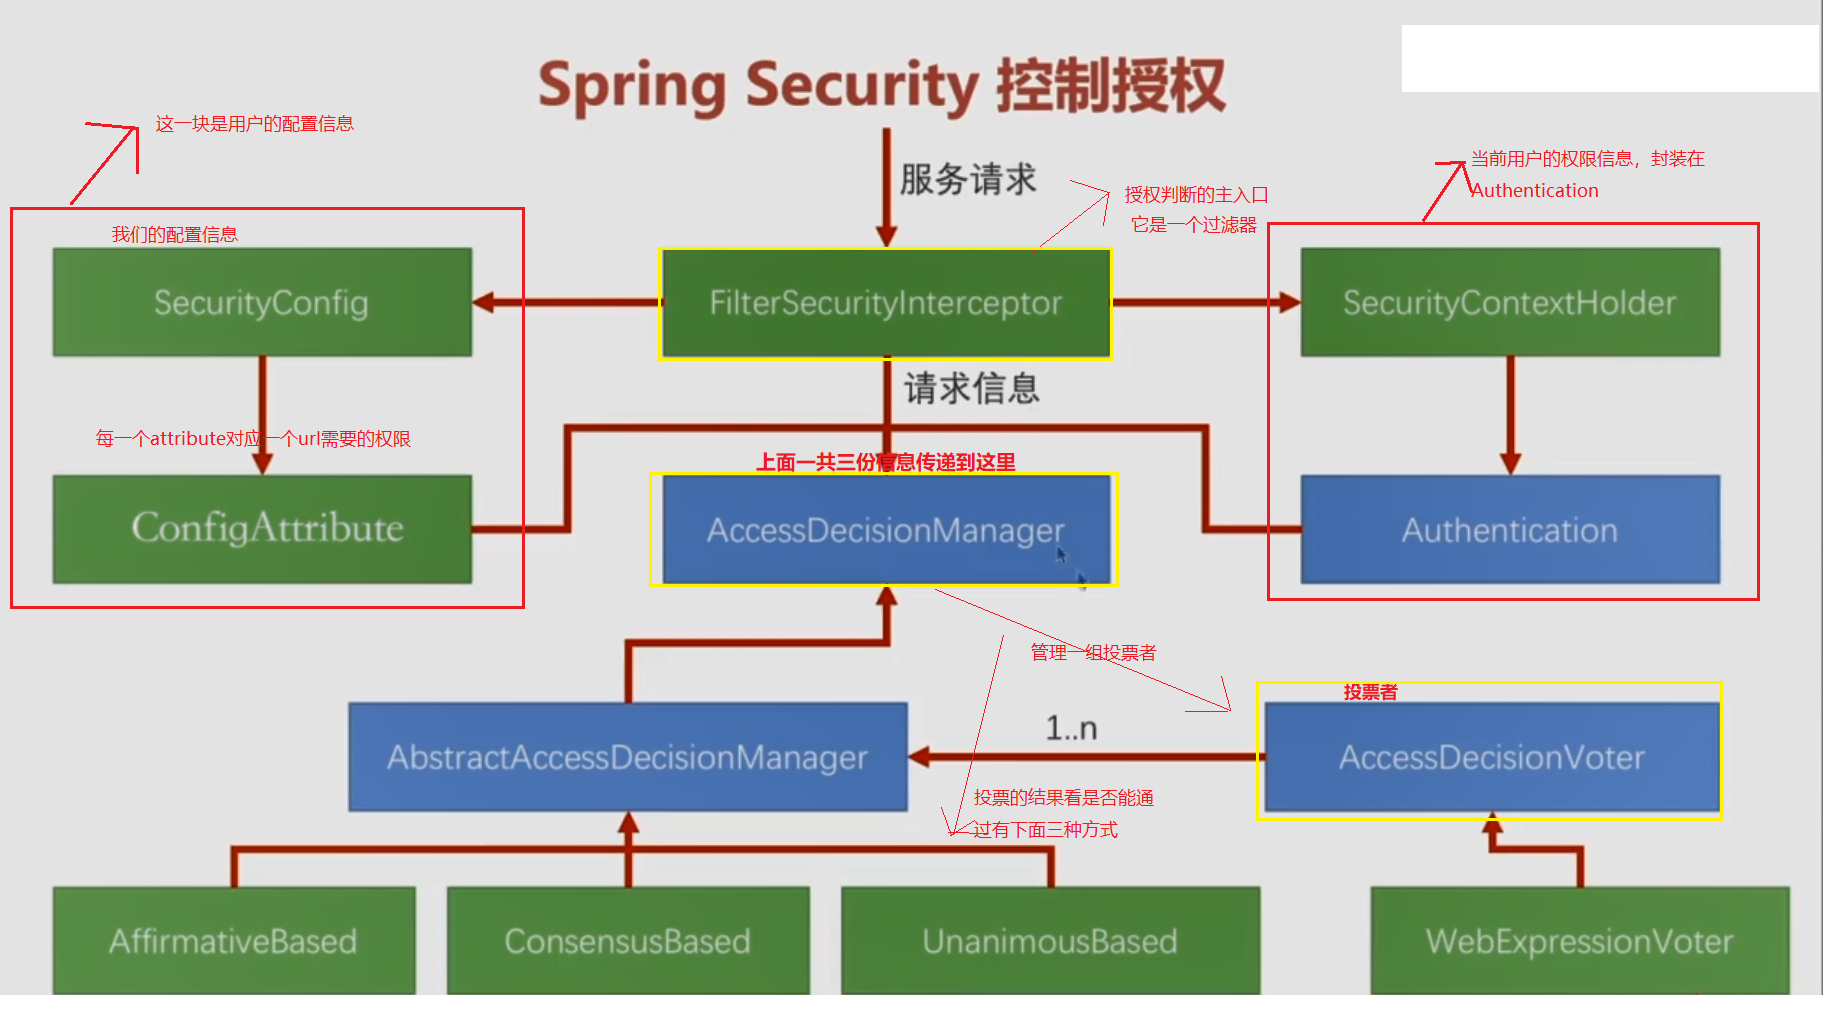 Spring Security 控制授权
这一块是用户的配置信息
服务请求
当前用户的权限信息，封装在
Authentication
授权判断的主入口
它是一个过滤器
我们的配置信息
SecurityConfig
FilterSecurityInterceptor
SecurityContextHolder
请求信息
每一个attribute对应一个url需要的权限
上面一共三份信息传递到这里
ConfigAttribute
AccessDecisionManager
Authentication
管理一组投票者
投票者
1..n
AbstractAccessDecisionManager
AccessDecisionVoter
投票的结果看是否能通
过有下面三种方式
AffirmativeBased
ConsensusBased
UnanimousBased
WebExpressionVoter